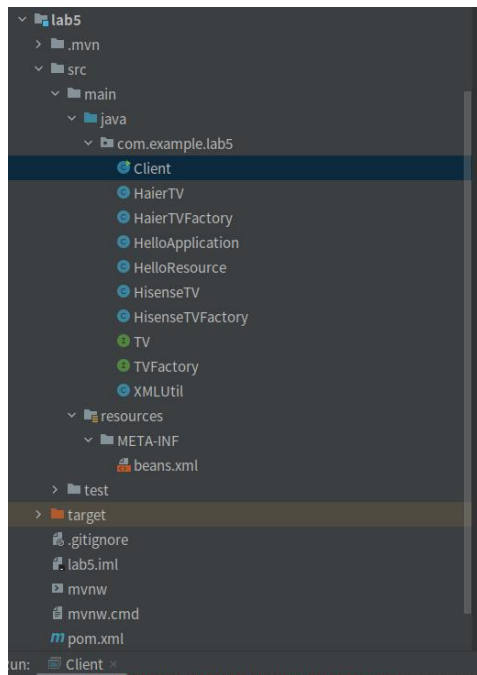 lab5
.mvn
src
main
java
com.example.lab5
Client
HaierTV
HaierTVFactory
HelloApplication
HelloResource
HisenseTV
HisenseTVFactory
TV
TVFactory
XMLUtil
resources
META-INF
beans.xml
test
target
.gitignore
lab5.iml
mvnw
mvnw.cmd
pom.xml
un: Client ×